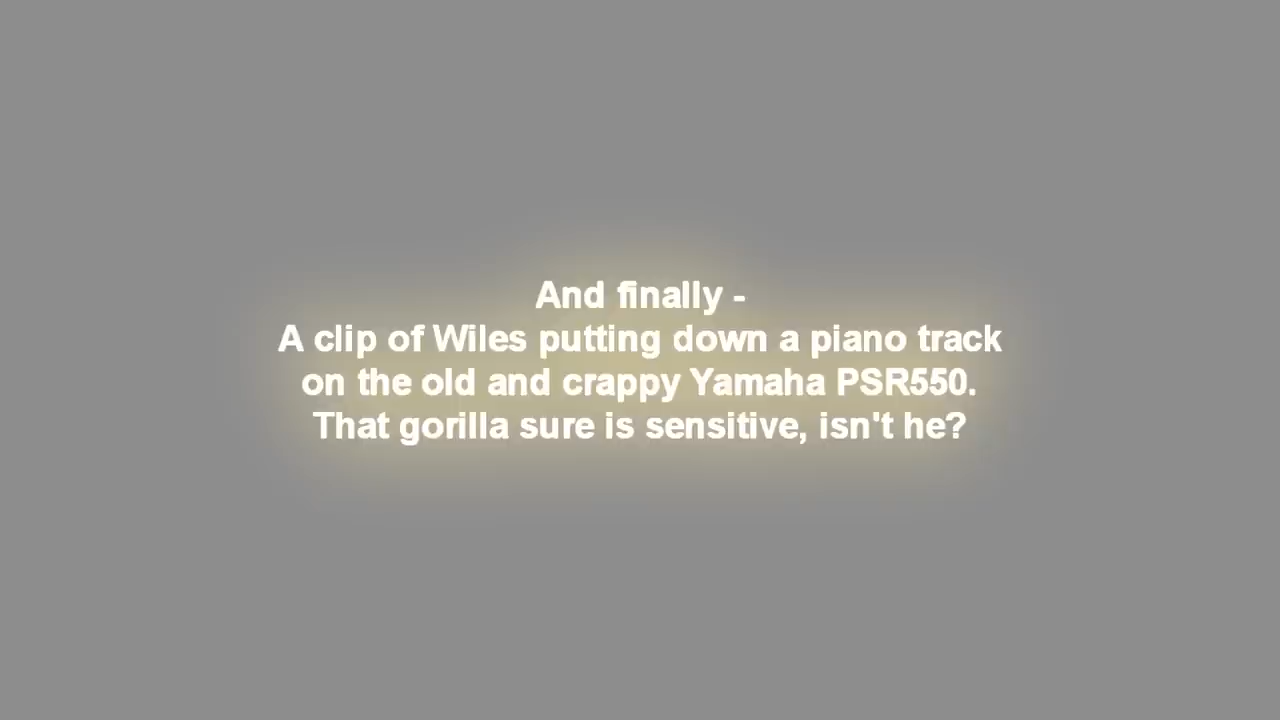 And finally -
A clip of Wiles putting down a piano track
on the old and crappy Yamaha PSR550.
That gorilla sure is sensitive, isn't he?